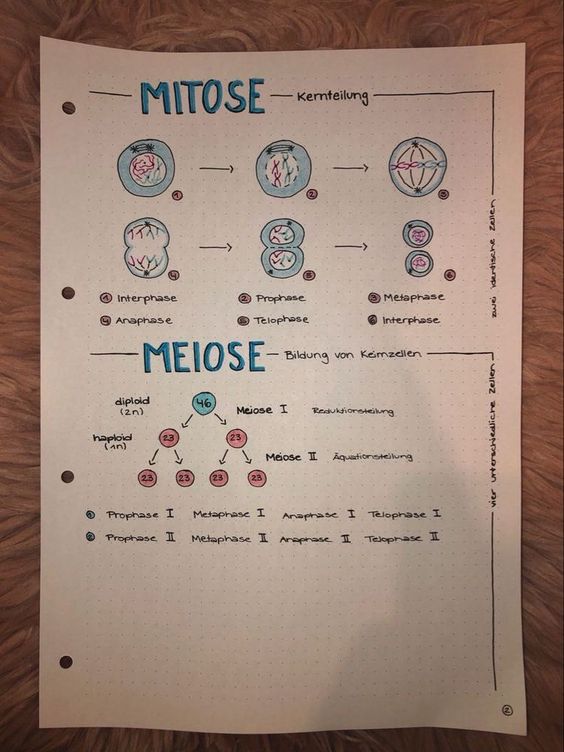 MITOSE — Kernteilung
1 2 3
4 5 6
1 Interphase 2 Prophase 3 Metaphase
4 Anaphase 5 Telophase 6 Interphase
zwei identische Zellen
MEIOSE — Bildung von Keimzellen
diploid (2n) 46 Meiose I Reduktionsteilung
haploid (1n) 23 23
Meiose II Äquationsteilung
23 23 23 23
1 Prophase I Metaphase I Anaphase I Telophase I
2 Prophase II Metaphase II Anaphase II Telophase II
vier unterschiedliche Zellen
2